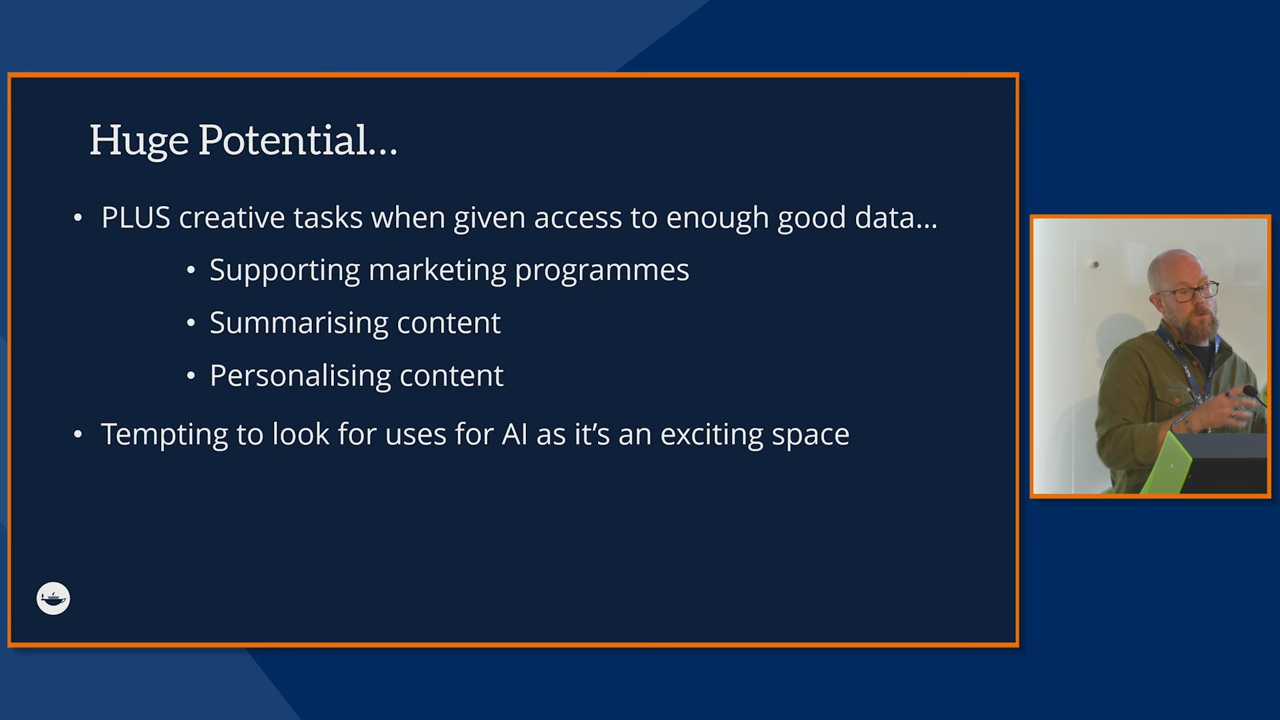 Huge Potential...
• PLUS creative tasks when given access to enough good data...
• Supporting marketing programmes
• Summarising content
• Personalising content
• Tempting to look for uses for AI as it’s an exciting space